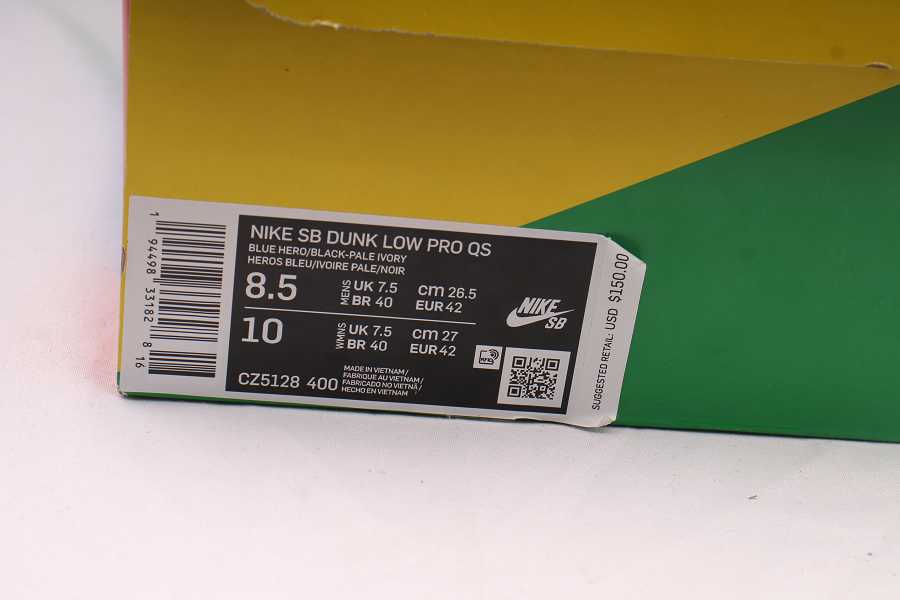 NIKE SB DUNK LOW PRO QS
BLUE HERO/BLACK-PALE IVORY
HEROS BLEU/IVOIRE PALE/NOIR
8.5 MENS UK 7.5 cm 26.5
BR 40 EUR 42
10 WMNS UK 7.5 cm 27
BR 40 EUR 42
CZ5128 400
MADE IN VIETNAM/
FABRIQUE AU VIETNAM/
FABRICADO NO VIETNÃ/
HECHO EN VIETNAM
NIKE
SB
1 94498 33182 8 16
SUGGESTED RETAIL: USD $150.00